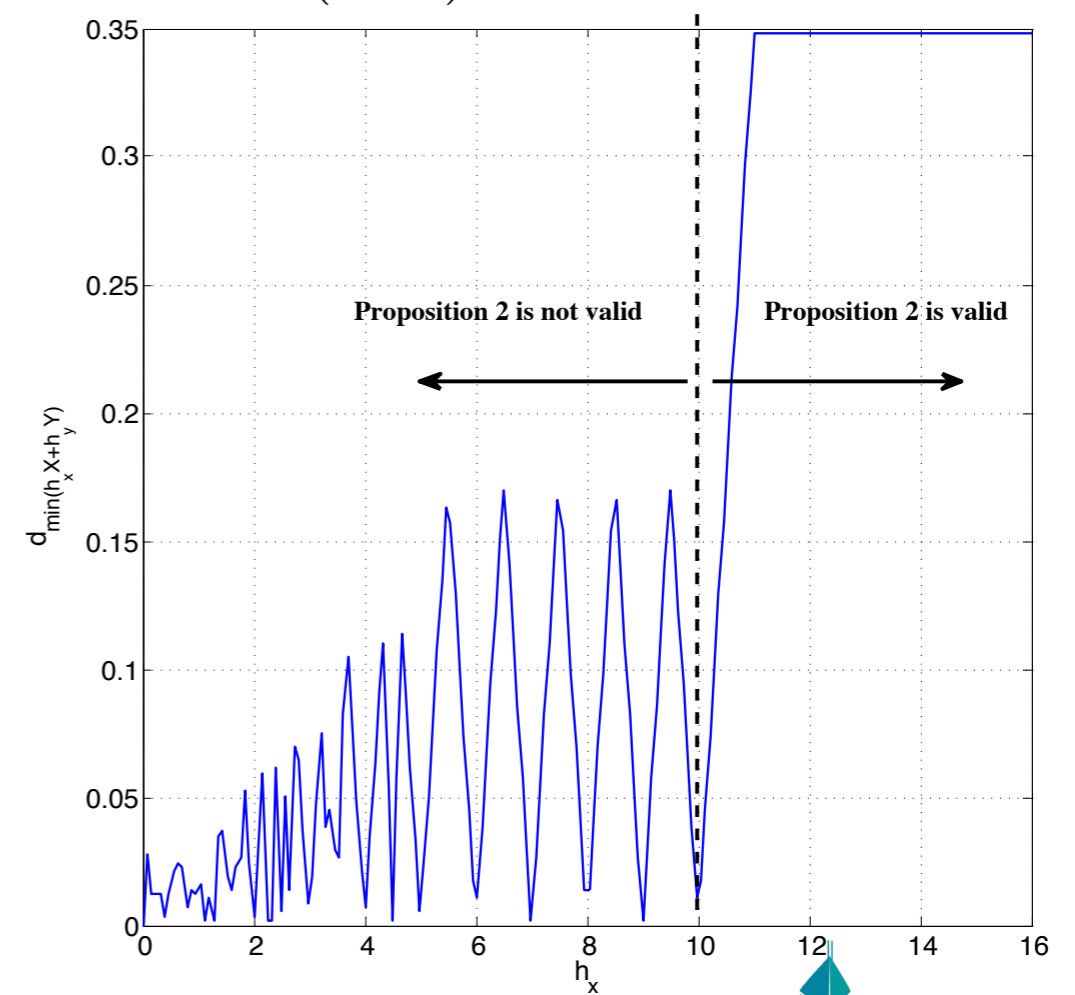 0.35
0.3
0.25
Proposition 2 is not valid
Proposition 2 is valid
0.2
0.15
0.1
0.05
0
d_min(h_x X+h_y Y)
0 2 4 6 8 10 12 14 16
h_x